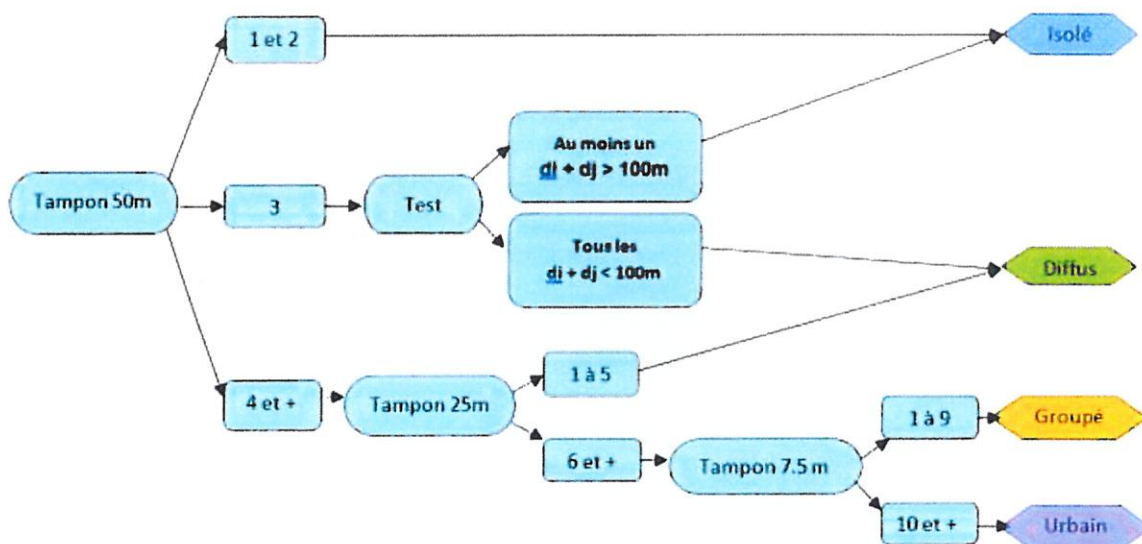 1 et 2
Isolé
Au moins un
di + dj > 100m
Tampon 50m
3
Test
Tous les
di + dj < 100m
Diffus
1 à 5
4 et +
Tampon 25m
1 à 9
Groupé
6 et +
Tampon 7.5 m
10 et +
Urbain